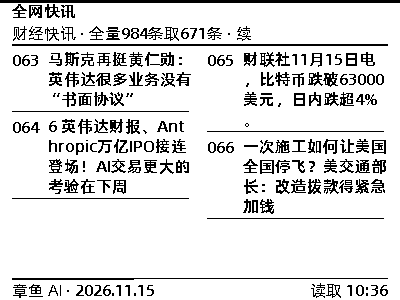 全网快讯
财经快讯 · 全量984条取671条 · 续
063 马斯克再挺黄仁勋：
英伟达很多业务没有
“书面协议”
064 6 英伟达财报、Ant
hropic万亿IPO接连
登场！AI交易更大的
考验在下周
065 财联社11月15日电
，比特币跌破63000
美元，日内跌超4%
。
066 一次施工如何让美国
全国停飞？美交通部
长：改造拨款得紧急
加钱
章鱼 AI · 2026.11.15
读取 10:36